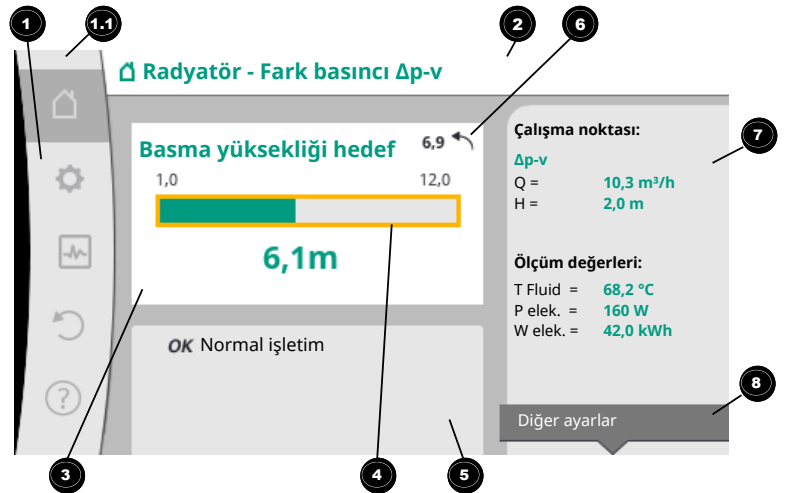 1
1.1
2
6
Radyatör - Fark basıncı Δp-v
Basma yüksekliği hedef
6,9
1,0
12,0
6,1m
OK Normal işletim
Çalışma noktası:
7
Δp-v
Q = 10,3 m³/h
H = 2,0 m
Ölçüm değerleri:
T Fluid = 68,2 °C
P elek. = 160 W
W elek. = 42,0 kWh
8
Diğer ayarlar
?
3
4
5